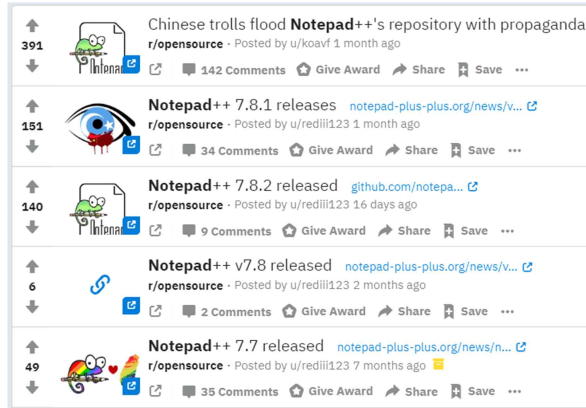 Chinese trolls flood Notepad++'s repository with propaganda
391
r/opensource · Posted by u/koavf 1 month ago
142 Comments Give Award Share Save ...
Notepad++ 7.8.1 releases notepad-plus-plus.org/news/v...
151
r/opensource · Posted by u/rediii123 1 month ago
34 Comments Give Award Share Save ...
Notepad++ 7.8.2 released github.com/notepa...
140
r/opensource · Posted by u/rediii123 16 days ago
9 Comments Give Award Share Save ...
Notepad++ v7.8 released notepad-plus-plus.org/news/v...
6
r/opensource · Posted by u/rediii123 2 months ago
2 Comments Give Award Share Save ...
Notepad++ 7.7 released notepad-plus-plus.org/news/n...
49
r/opensource · Posted by u/rediii123 7 months ago
35 Comments Give Award Share Save ...